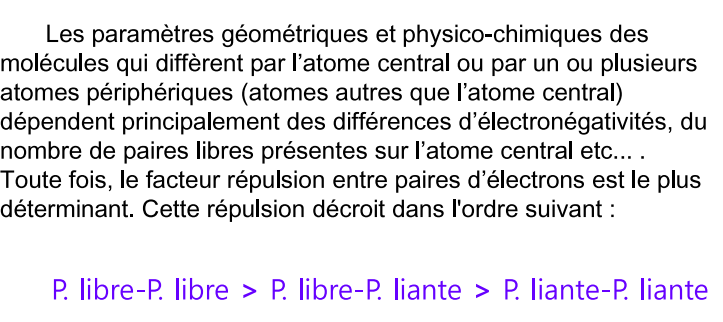 Les paramètres géométriques et physico-chimiques des
molécules qui diffèrent par l'atome central ou par un ou plusieurs
atomes périphériques (atomes autres que l'atome central)
dépendent principalement des différences d'électronégativités, du
nombre de paires libres présentes sur l'atome central etc... .
Toute fois, le facteur répulsion entre paires d'électrons est le plus
déterminant. Cette répulsion décroit dans l'ordre suivant :
P. libre-P. libre > P. libre-P. liante > P. liante-P. liante